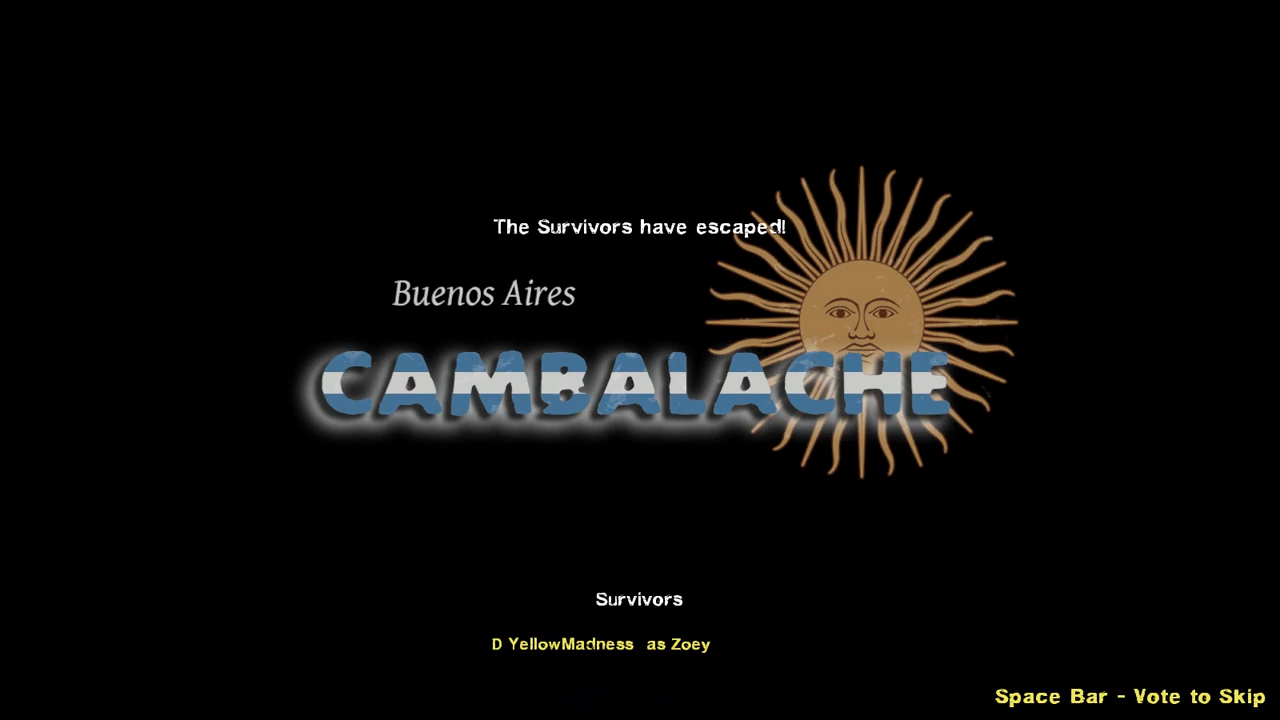 The Survivors have escaped!
Buenos Aires
CAMBALACHE
Survivors
D YellowMadness as Zoey
Space Bar - Vote to Skip